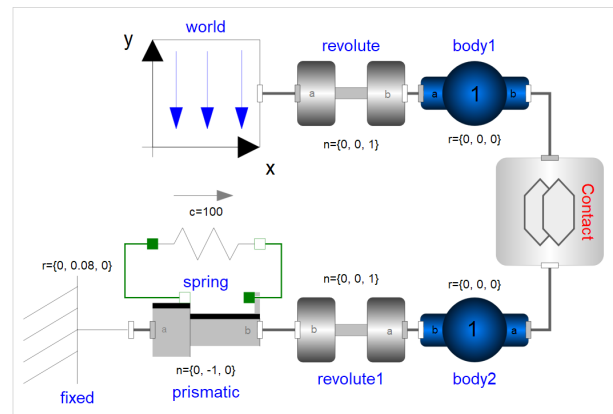 world
y
x
revolute
a
b
n={0, 0, 1}
body1
a
1
b
r={0, 0, 0}
Contact
c=100
r={0, 0.08, 0}
spring
fixed
a
b
n={0, -1, 0}
prismatic
n={0, 0, 1}
b
a
revolute1
r={0, 0, 0}
b
1
a
body2